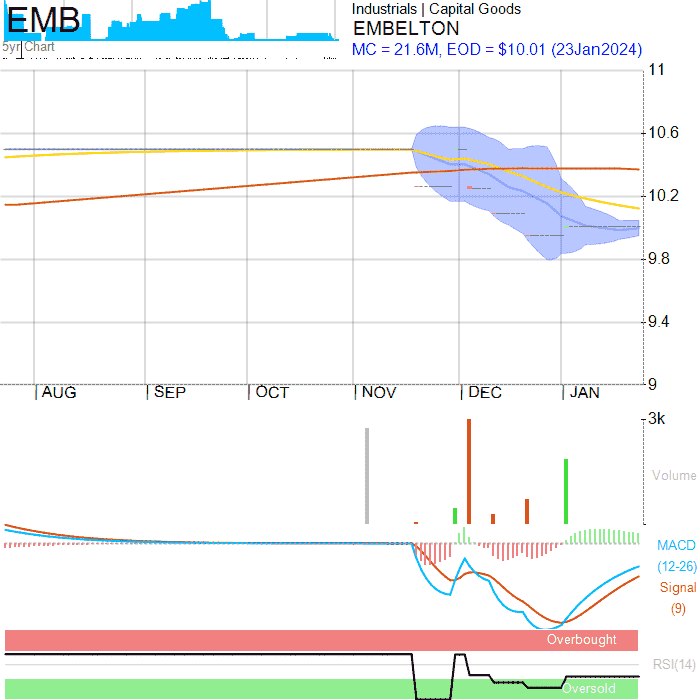 EMB
5yr Chart
Industrials | Capital Goods
EMBELTON
MC = 21.6M, EOD = $10.01 (23Jan2024)
11
10.6
10.2
9.8
9.4
9
AUG SEP OCT NOV DEC JAN
3k
Volume
MACD
(12-26)
Signal
(9)
Overbought
RSI(14)
Oversold